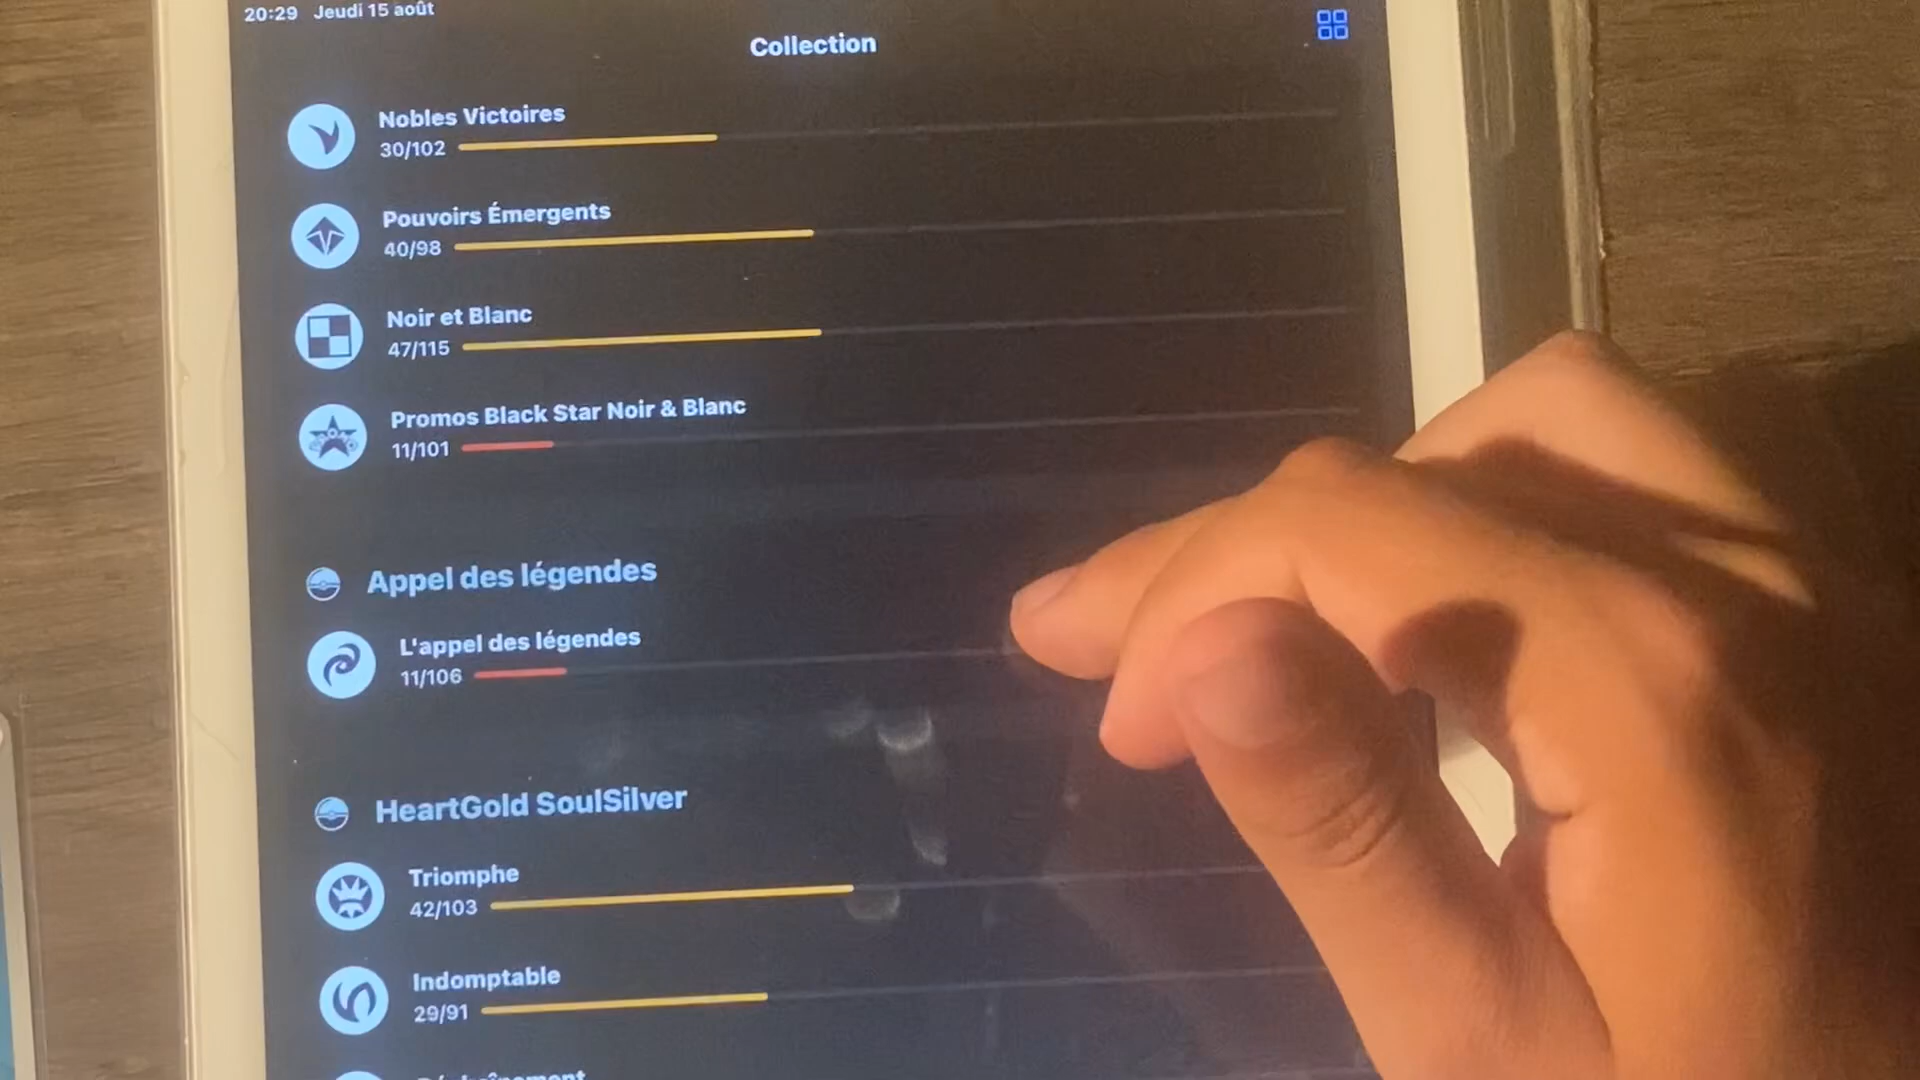 20:29 Jeudi 15 août
Collection
Nobles Victoires
30/102
Pouvoirs Émergents
40/98
Noir et Blanc
47/115
Promos Black Star Noir & Blanc
11/101
Appel des légendes
L'appel des légendes
11/106
HeartGold SoulSilver
Triomphe
42/103
Indomptable
29/91